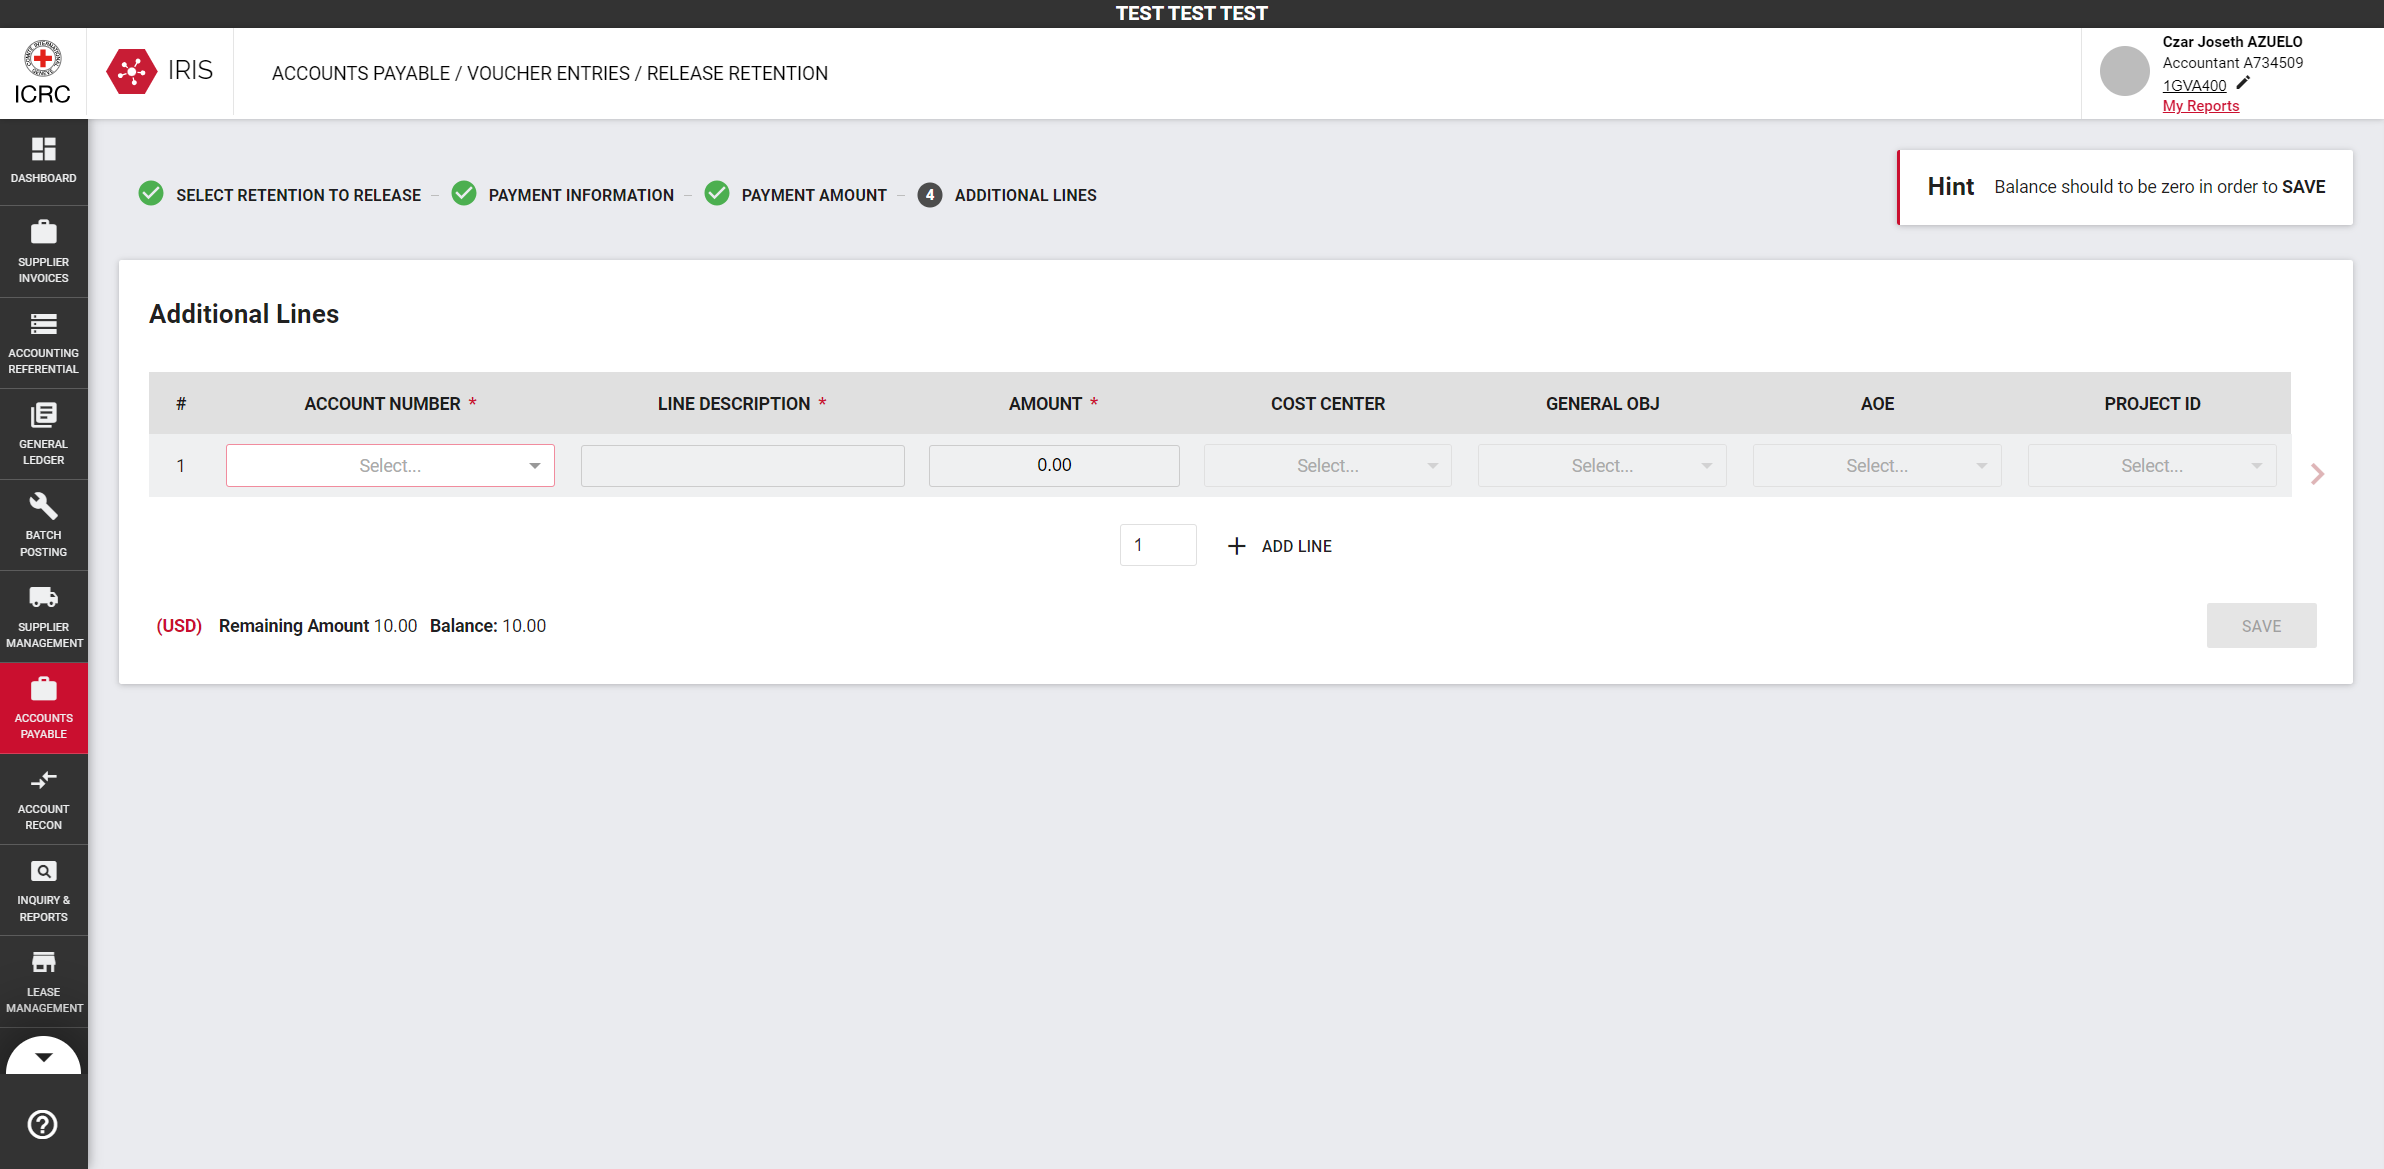 TEST TEST TEST
ICRC
IRIS
ACCOUNTS PAYABLE / VOUCHER ENTRIES / RELEASE RETENTION
Czar Joseth AZUELO
Accountant A734509
1GVA400
My Reports
DASHBOARD
SUPPLIER
INVOICES
ACCOUNTING
REFERENTIAL
GENERAL
LEDGER
BATCH
POSTING
SUPPLIER
MANAGEMENT
ACCOUNTS
PAYABLE
ACCOUNT
RECON
INQUIRY &
REPORTS
LEASE
MANAGEMENT
SELECT RETENTION TO RELEASE – PAYMENT INFORMATION – PAYMENT AMOUNT – 4 ADDITIONAL LINES
Hint Balance should to be zero in order to SAVE
Additional Lines
# ACCOUNT NUMBER * LINE DESCRIPTION * AMOUNT * COST CENTER GENERAL OBJ AOE PROJECT ID
1 Select... 0.00 Select... Select... Select... Select...
1 + ADD LINE
(USD) Remaining Amount 10.00 Balance: 10.00
SAVE